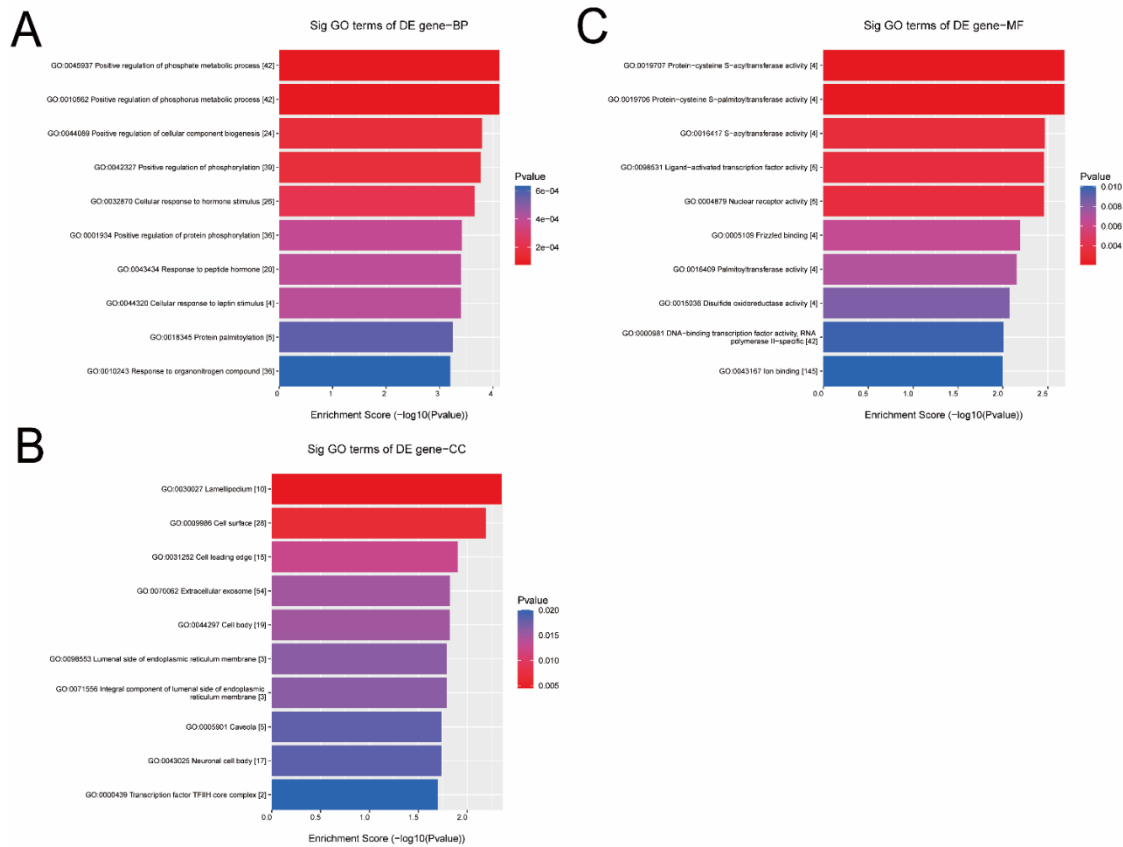 A
Sig GO terms of DE gene-BP
GO:0045937 Positive regulation of phosphate metabolic process [42]
GO:0010562 Positive regulation of phosphorus metabolic process [42]
GO:0044089 Positive regulation of cellular component biogenesis [24]
GO:0042327 Positive regulation of phosphorylation [39]
GO:0032870 Cellular response to hormone stimulus [26]
GO:0001934 Positive regulation of protein phosphorylation [36]
GO:0043434 Response to peptide hormone [20]
GO:0044320 Cellular response to leptin stimulus [4]
GO:0018345 Protein palmitoylation [5]
GO:0010243 Response to organonitrogen compound [36]
0 1 2 3 4
Enrichment Score (-log10(Pvalue))
Pvalue
6e-04
4e-04
2e-04
C
Sig GO terms of DE gene-MF
GO:0019707 Protein-cysteine S-acyltransferase activity [4]
GO:0019706 Protein-cysteine S-palmitoyltransferase activity [4]
GO:0016417 S-acyltransferase activity [4]
GO:0098531 Ligand-activated transcription factor activity [5]
GO:0004879 Nuclear receptor activity [5]
GO:0005109 Frizzled binding [4]
GO:0016409 Palmitoyltransferase activity [4]
GO:0015036 Disulfide oxidoreductase activity [4]
GO:0000981 DNA-binding transcription factor activity, RNA
polymerase II-specific [42]
GO:0043167 Ion binding [145]
0.0 0.5 1.0 1.5 2.0 2.5
Enrichment Score (-log10(Pvalue))
Pvalue
0.010
0.008
0.006
0.004
B
Sig GO terms of DE gene-CC
GO:0030027 Lamellipodium [10]
GO:0009986 Cell surface [28]
GO:0031252 Cell leading edge [15]
GO:0070062 Extracellular exosome [54]
GO:0044297 Cell body [19]
GO:0098553 Lumenal side of endoplasmic reticulum membrane [3]
GO:0071556 Integral component of lumenal side of endoplasmic
reticulum membrane [3]
GO:0005901 Caveola [5]
GO:0043025 Neuronal cell body [17]
GO:0000439 Transcription factor TFIIH core complex [2]
0.0 0.5 1.0 1.5 2.0
Enrichment Score (-log10(Pvalue))
Pvalue
0.020
0.015
0.010
0.005